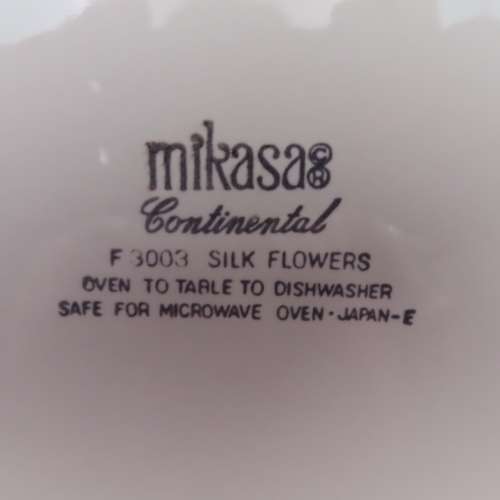 mikasa ©®
Continental
F 3003 SILK FLOWERS
OVEN TO TABLE TO DISHWASHER
SAFE FOR MICROWAVE OVEN·JAPAN-E